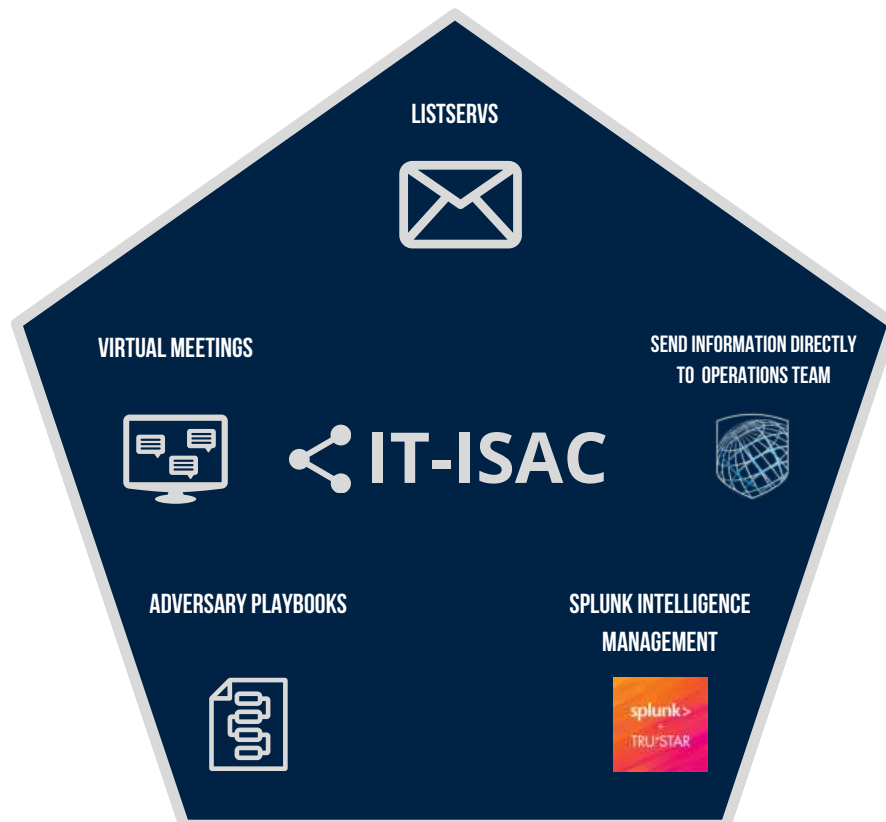 LISTSERVS
VIRTUAL MEETINGS
SEND INFORMATION DIRECTLY
TO OPERATIONS TEAM
IT-ISAC
ADVERSARY PLAYBOOKS
SPLUNK INTELLIGENCE
MANAGEMENT
splunk>
+
TRU*STAR